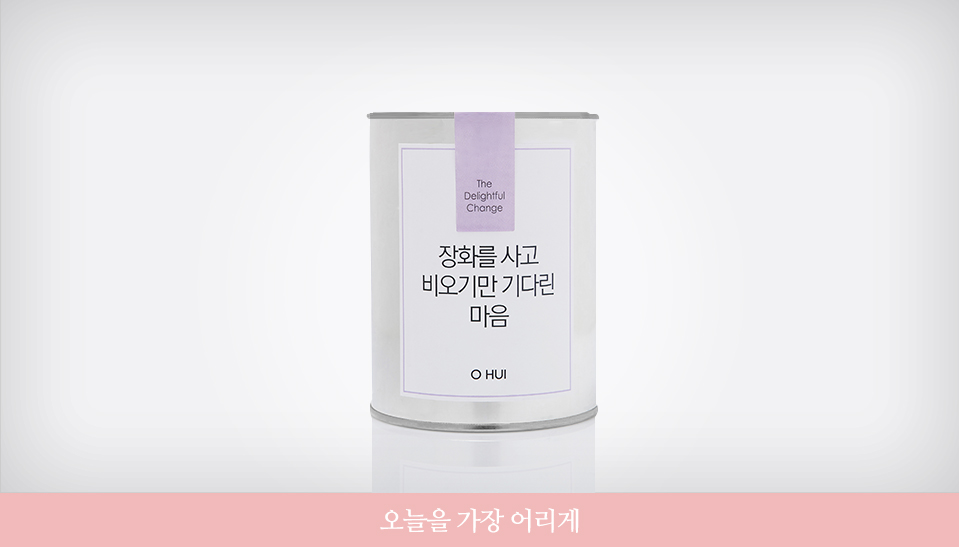 The
Delightful
Change
장화를 사고
비오기만 기다린
마음
O HUI
오늘을 가장 어리게